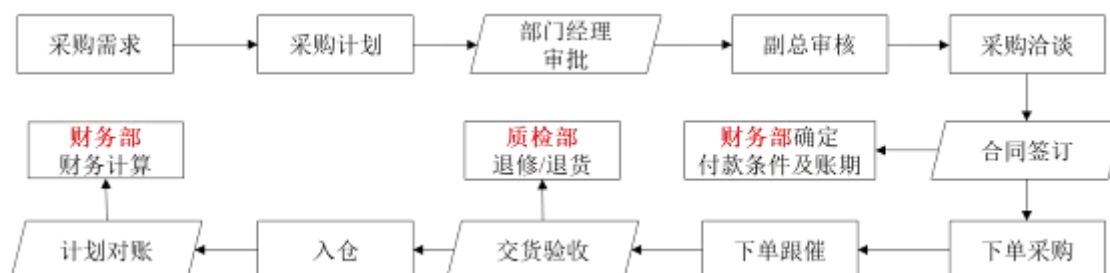 采购需求
采购计划
部门经理
审批
副总审核
采购洽谈
财务部
财务计算
质检部
退修/退货
财务部确定
付款条件及账期
合同签订
计划对账
入仓
交货验收
下单跟催
下单采购